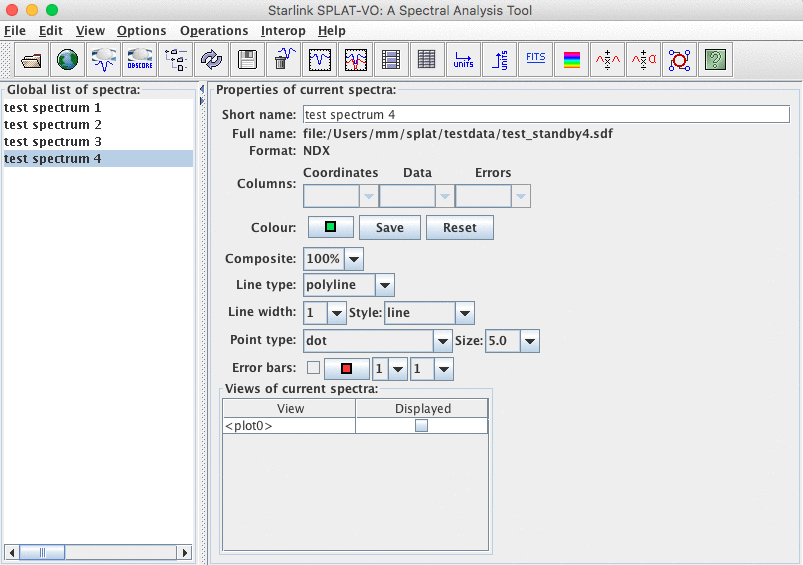 Starlink SPLAT-VO: A Spectral Analysis Tool
File Edit View Options Operations Interop Help
OBSCORE units units FITS α ?
Global list of spectra:
test spectrum 1
test spectrum 2
test spectrum 3
test spectrum 4
Properties of current spectra:
Short name: test spectrum 4
Full name: file:/Users/mm/splat/testdata/test_standby4.sdf
Format: NDX
Coordinates Data Errors
Columns:
Colour: Save Reset
Composite: 100%
Line type: polyline
Line width: 1 Style: line
Point type: dot Size: 5.0
Error bars: 1 1
Views of current spectra:
View Displayed
<plot0>